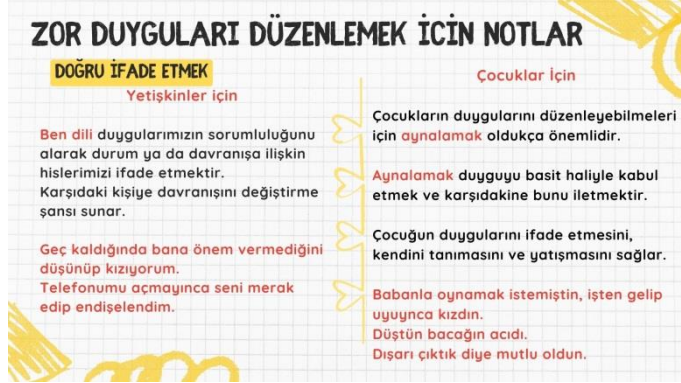 ZOR DUYGULARI DÜZENLEMEK İCİN NOTLAR
DOĞRU İFADE ETMEK
Yetişkinler için
Ben dili duygularımızın sorumluluğunu
alarak durum ya da davranışa ilişkin
hislerimizi ifade etmektir.
Karşıdaki kişiye davranışını değiştirme
şansı sunar.
Geç kaldığında bana önem vermediğini
düşünüp kızıyorum.
Telefonumu açmayınca seni merak
edip endişelendim.
Çocuklar İçin
Çocukların duygularını düzenleyebilmeleri
için aynalamak oldukça önemlidir.
Aynalamak duyguyu basit haliyle kabul
etmek ve karşıdakine bunu iletmektir.
Çocuğun duygularını ifade etmesini,
kendini tanımasını ve yatışmasını sağlar.
Babanla oynamak istemiştin, işten gelip
uyuynca kızdın.
Düştün bacağın acıdı.
Dışarı çıktık diye mutlu oldun.